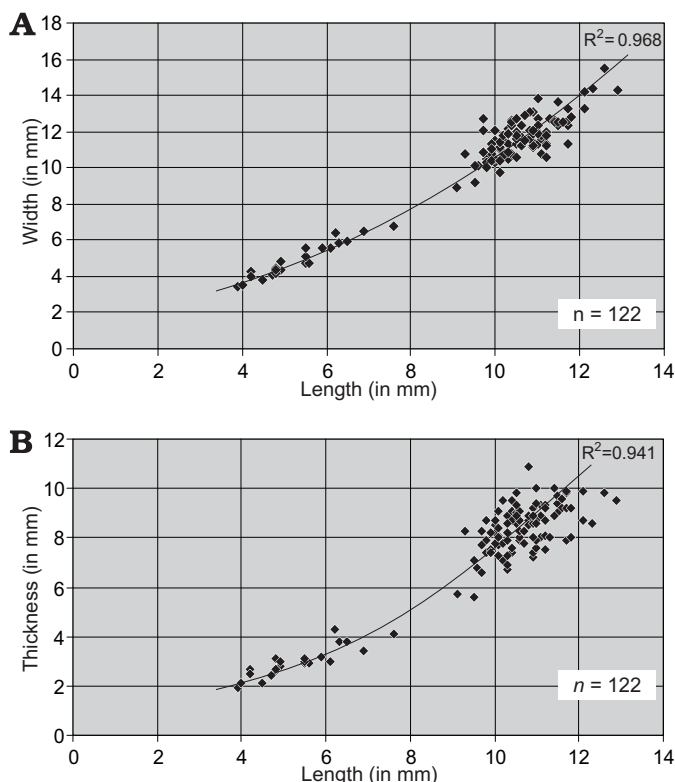 A
18
16
14
12
10
8
6
4
2
0
Width (in mm)
R²= 0.968
n = 122
0 2 4 6 8 10 12 14
Length (in mm)
B
12
10
8
6
4
2
0
Thickness (in mm)
R²=0.941
n = 122
0 2 4 6 8 10 12 14
Length (in mm)